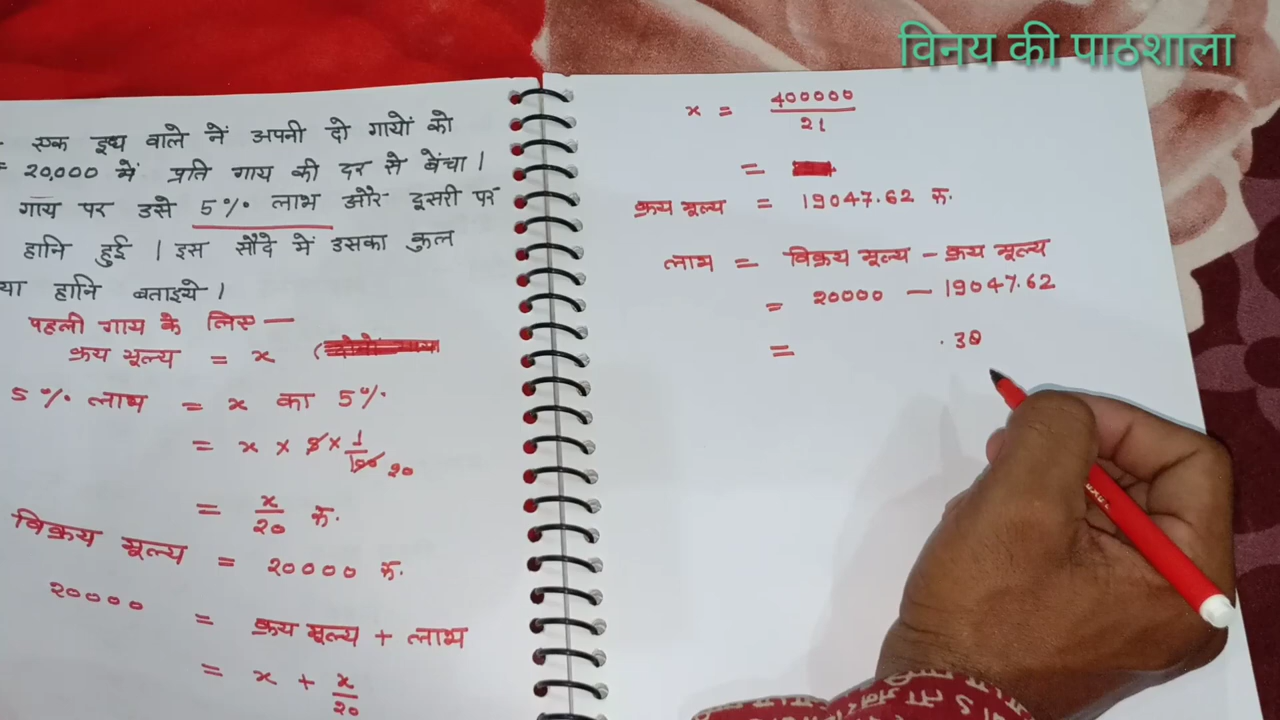 विनय की पाठशाला
एक दूध वाले नें अपनी दो गायों को
= 20,000 में प्रति गाय की दर से बेंचा।
गाय पर उसे 5% लाभ और दूसरी पर
हानि हुई। इस सौदे में उसका कुल
या हानि बताइये।
पहली गाय के लिए —
क्रय मूल्य = x (
5% लाभ = x का 5%
= x × 5 × 1/100 20
= x/20 रु.
विक्रय मूल्य = 20000 रु.
20000 = क्रय मूल्य + लाभ
= x + x/20
x = 400000/21
=
क्रय मूल्य = 19047.62 रु.
लाभ = विक्रय मूल्य - क्रय मूल्य
= 20000 - 19047.62
= .38